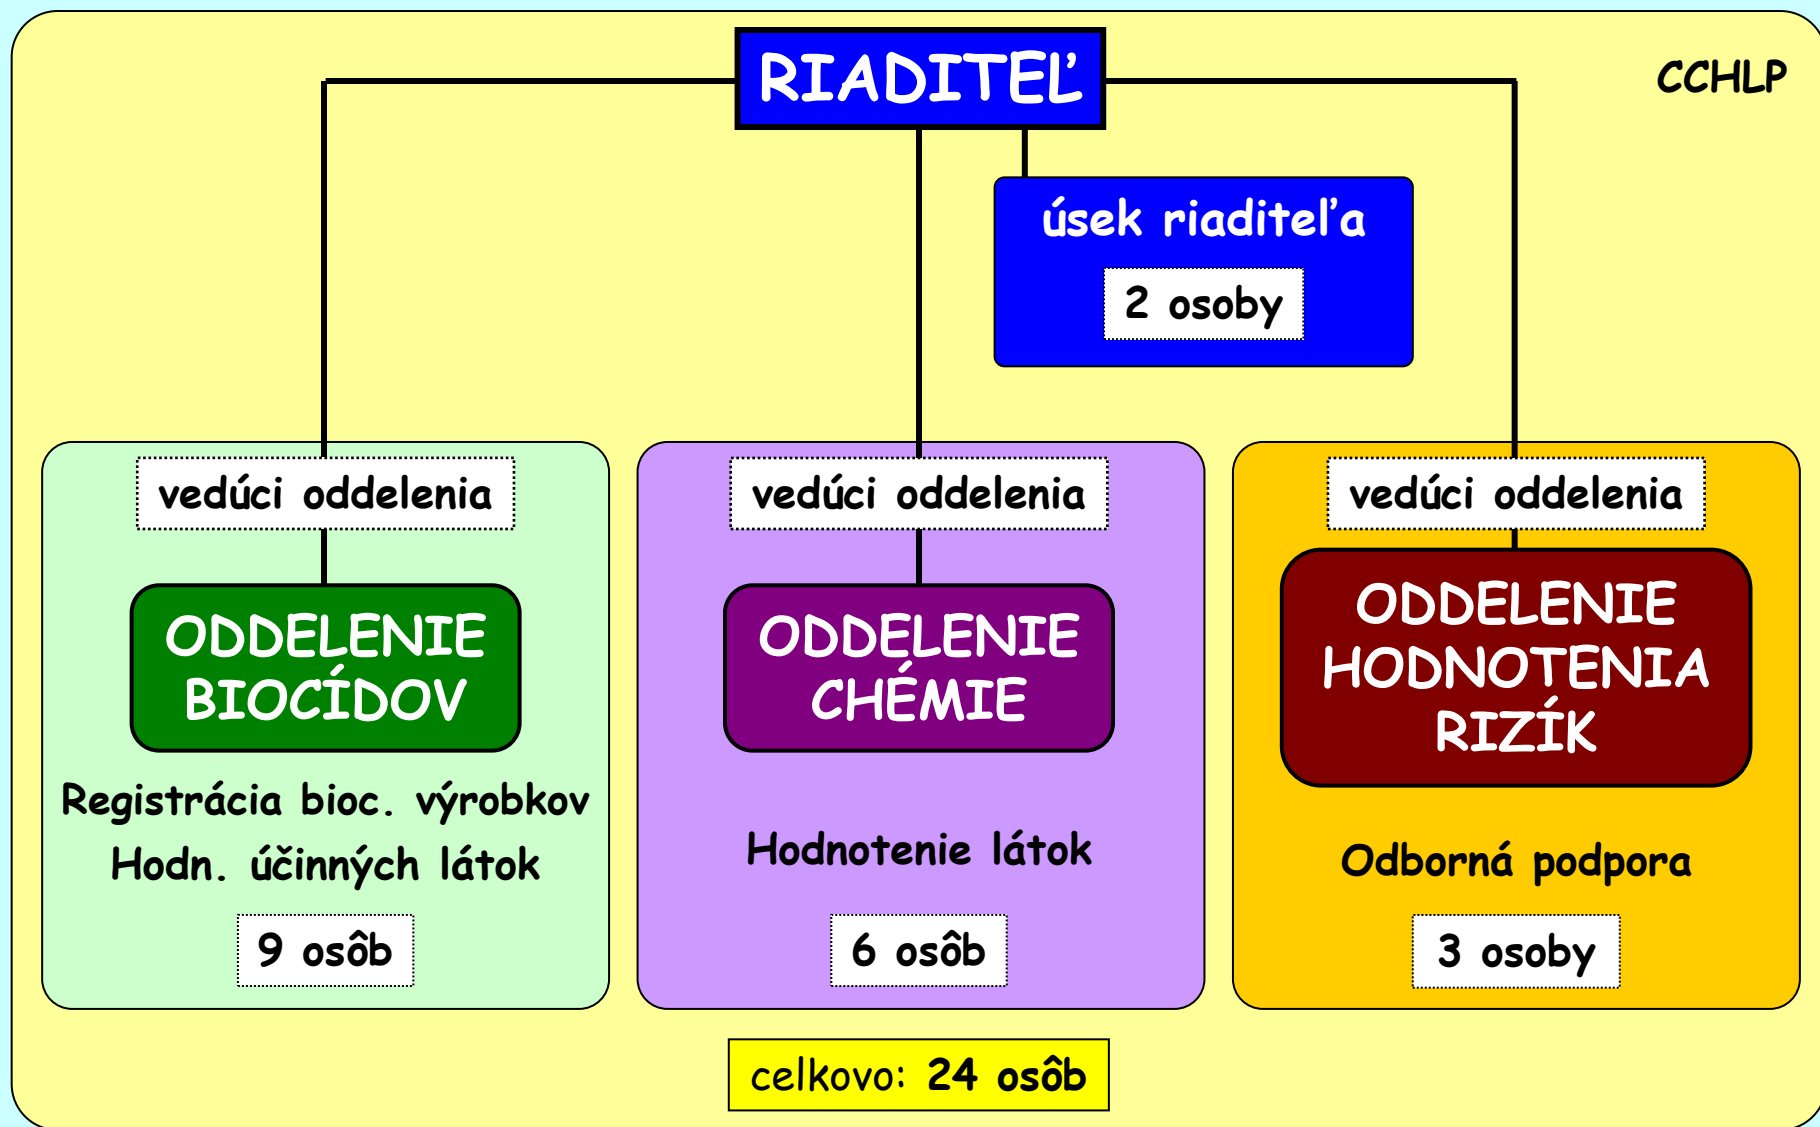 RIADITEĽ
CCHLP
úsek riaditeľa
2 osoby
vedúci oddelenia
ODDELENIE
BIOCÍDOV
Registrácia bioc. výrobkov
Hodn. účinných látok
9 osôb
vedúci oddelenia
ODDELENIE
CHÉMIE
Hodnotenie látok
6 osôb
vedúci oddelenia
ODDELENIE
HODNOTENIA
RIZÍK
Odborná podpora
3 osoby
celkovo: 24 osôb